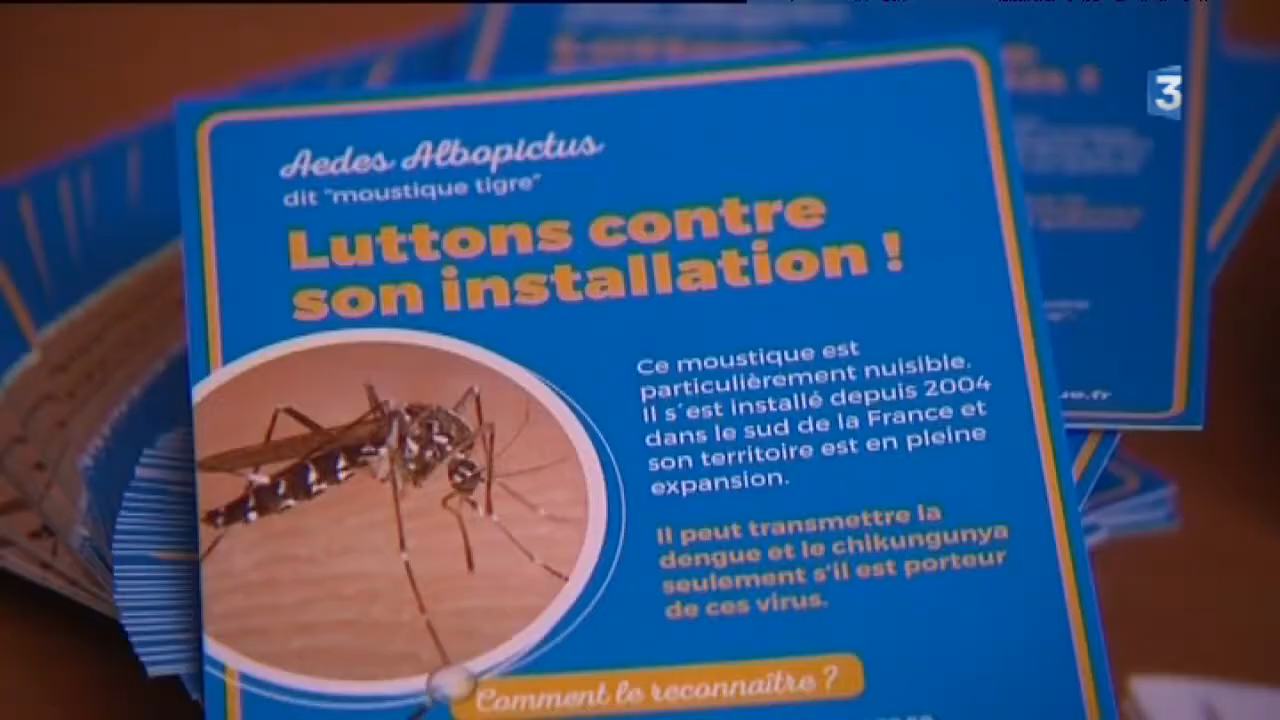 3
Aedes Albopictus
dit "moustique tigre"
Luttons contre
son installation !
Ce moustique est
particulièrement nuisible.
Il s'est installé depuis 2004
dans le sud de la France et
son territoire est en pleine
expansion.
Il peut transmettre la
dengue et le chikungunya
seulement s'il est porteur
de ces virus.
Comment le reconnaître ?